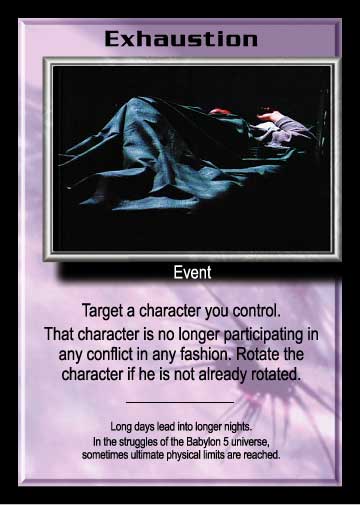 Exhaustion
Event
Target a character you control.
That character is no longer participating in
any conflict in any fashion. Rotate the
character if he is not already rotated.
Long days lead into longer nights.
In the struggles of the Babylon 5 universe,
sometimes ultimate physical limits are reached.